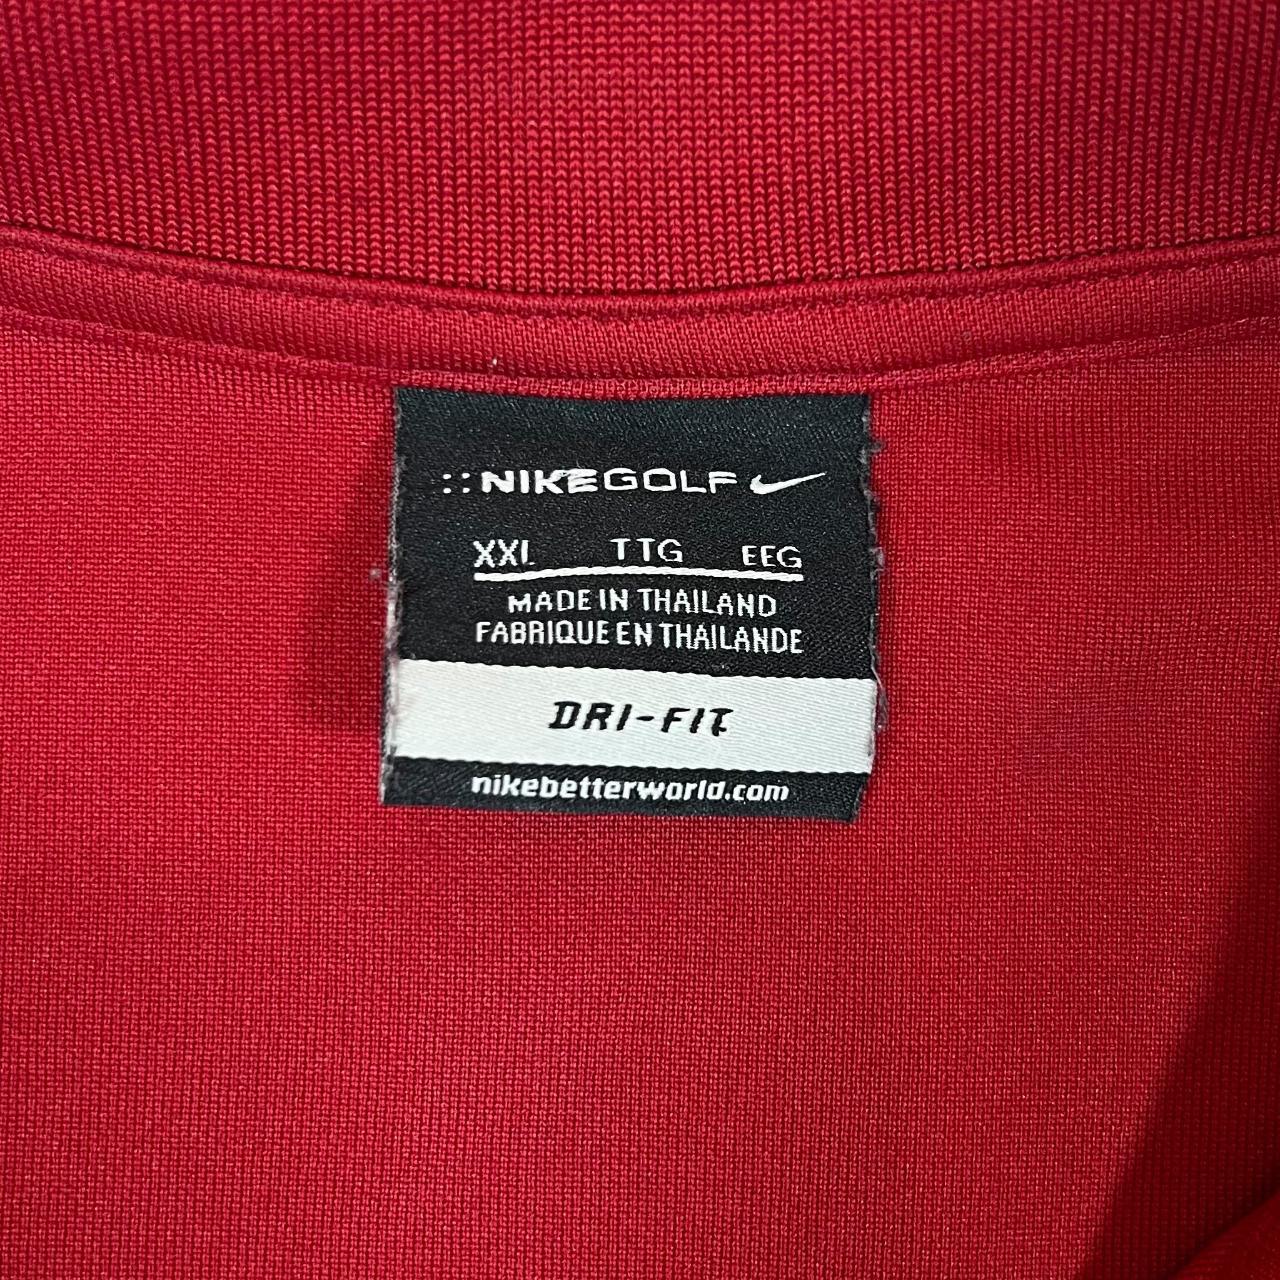 ::NIKEGOLF
XXL TTG EEG
MADE IN THAILAND
FABRIQUE EN THAILANDE
DRI-FIT
nikebetterworld.com